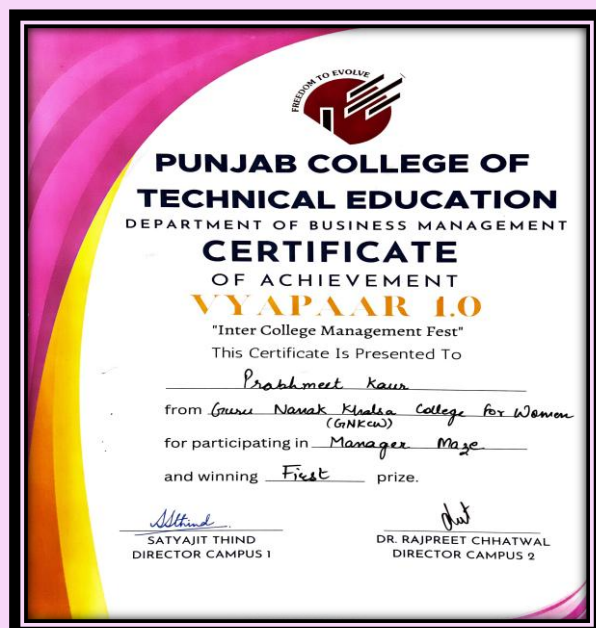 FREEDOM TO EVOLVE
PUNJAB COLLEGE OF
TECHNICAL EDUCATION
DEPARTMENT OF BUSINESS MANAGEMENT
CERTIFICATE
OF ACHIEVEMENT
VYAPAAR 1.0
"Inter College Management Fest"
This Certificate Is Presented To
Prabhmeet Kaur
from Guru Nanak Khalsa College For Women
(GNKCW)
for participating in Manager Maze
and winning First prize.
SATYAJIT THIND
DIRECTOR CAMPUS 1
DR. RAJPREET CHHATWAL
DIRECTOR CAMPUS 2